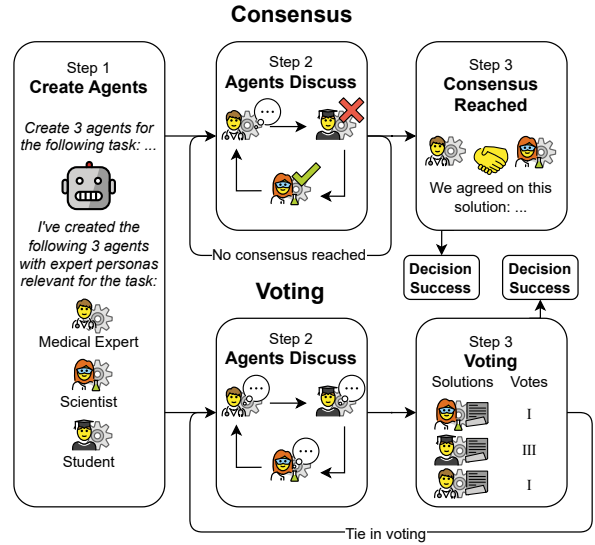 Consensus
Step 1
Create Agents
Create 3 agents for
the following task: ...
I've created the
following 3 agents
with expert personas
relevant for the task:
Medical Expert
Scientist
Student
Step 2
Agents Discuss
No consensus reached
Step 3
Consensus
Reached
We agreed on this
solution: ...
Decision
Success
Decision
Success
Voting
Step 2
Agents Discuss
Step 3
Voting
Solutions Votes
I
III
I
Tie in voting